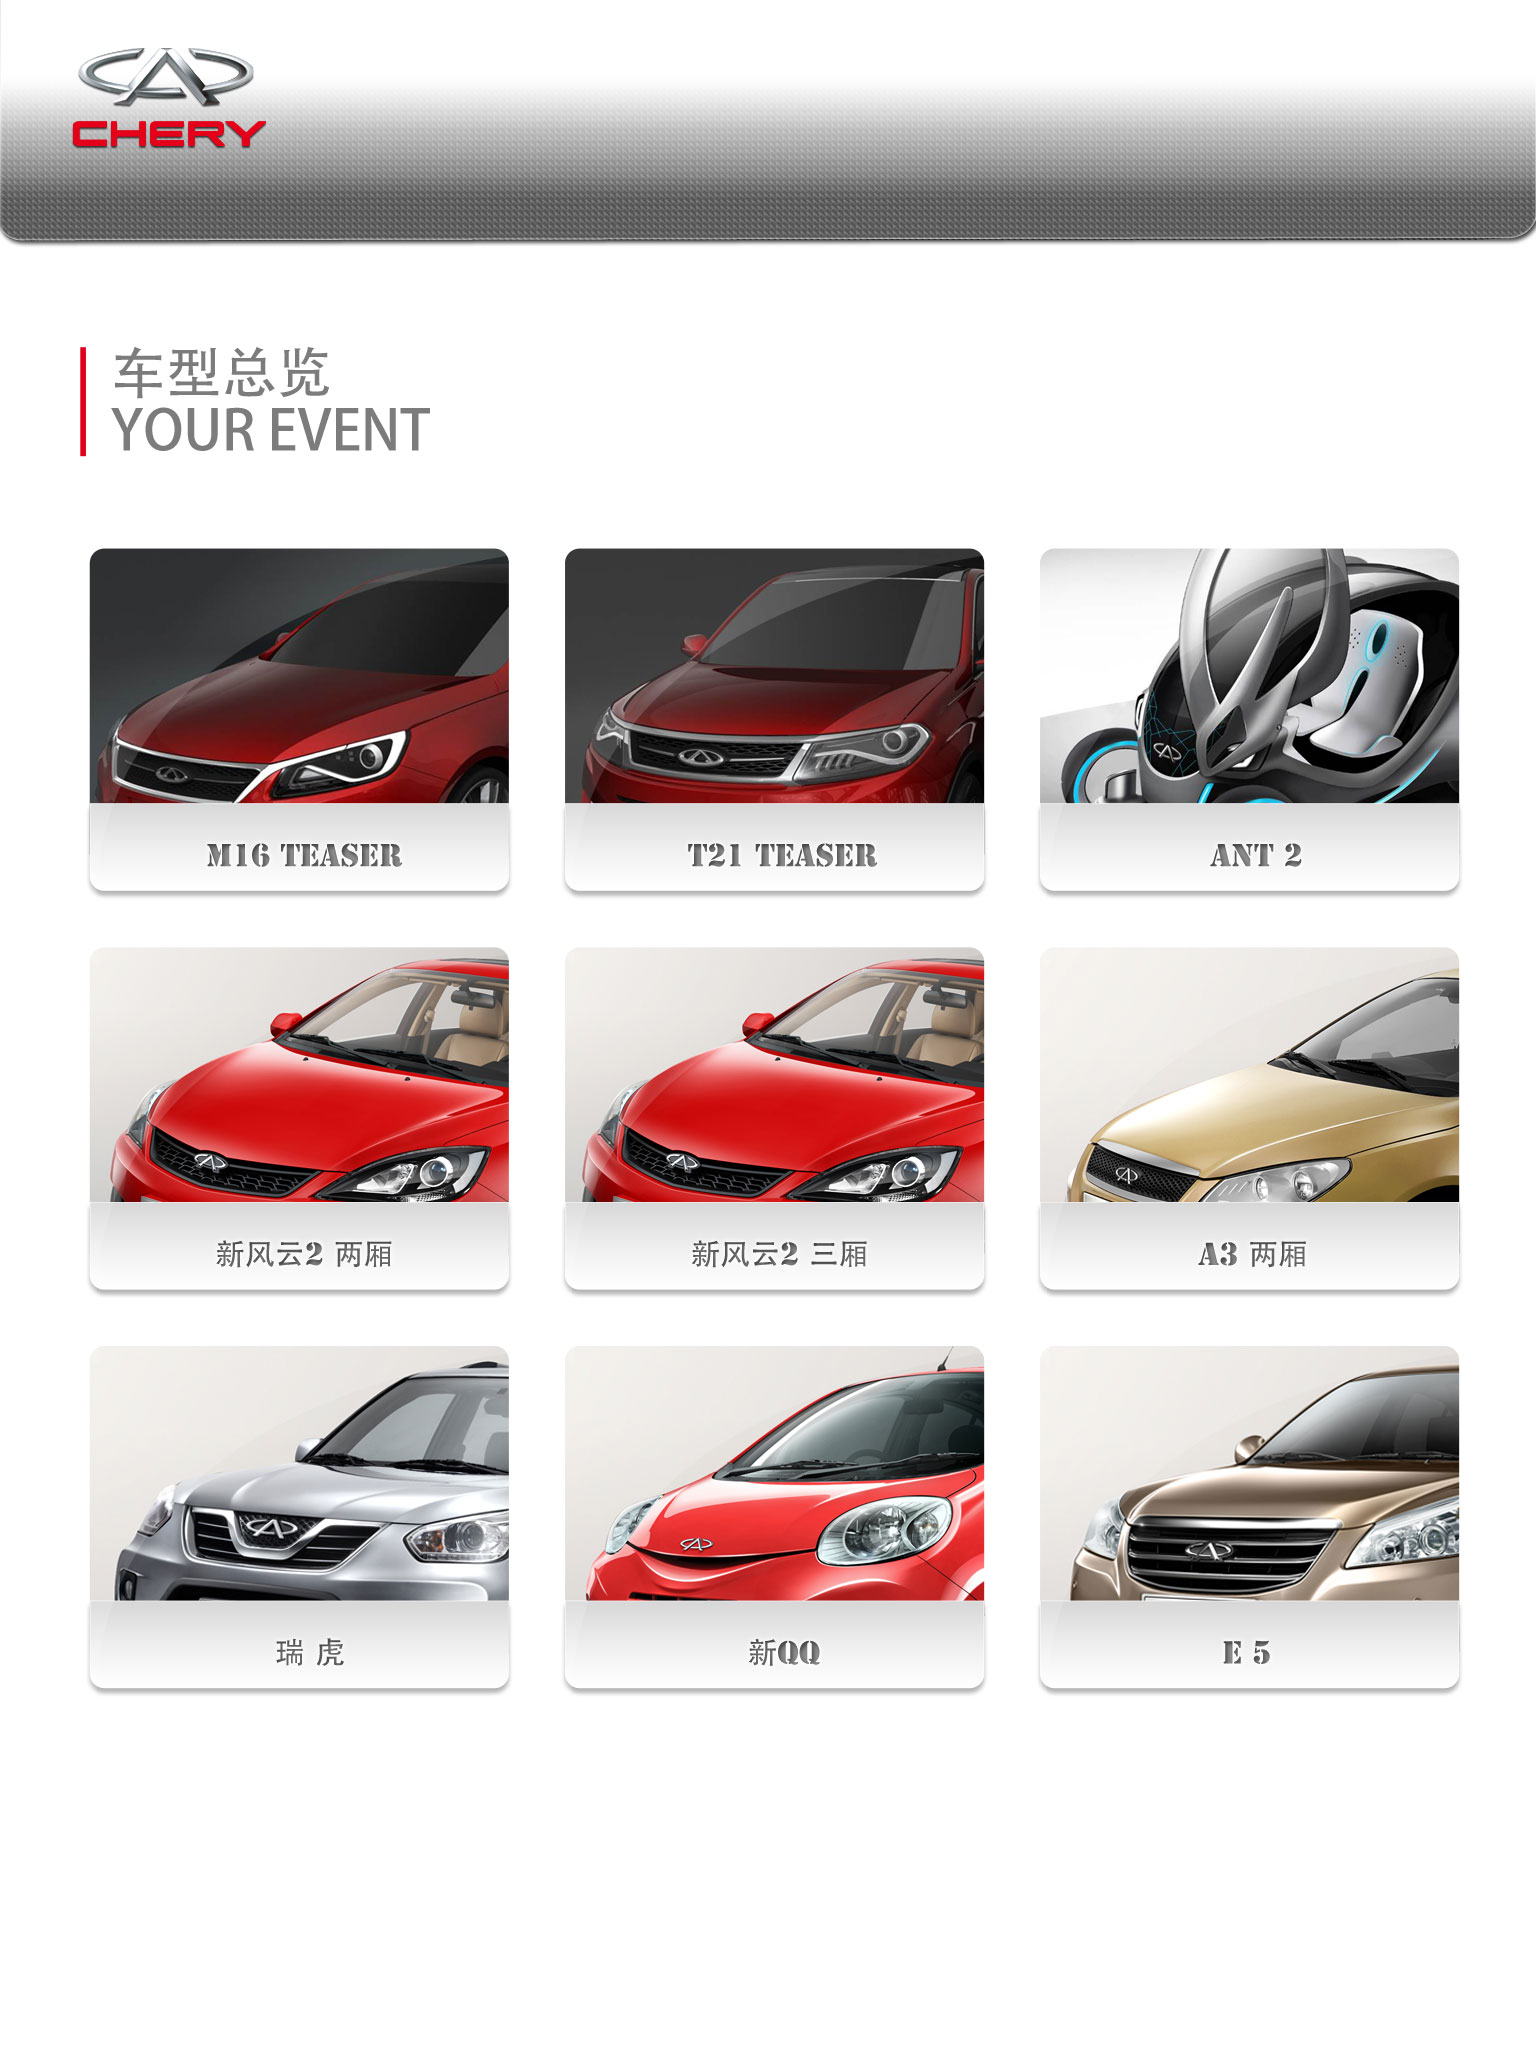 CHERY
车型总览
YOUR EVENT
M16 TEASER
T21 TEASER
ANT 2
新风云2 两厢
新风云2 三厢
A3 两厢
瑞 虎
新QQ
E 5